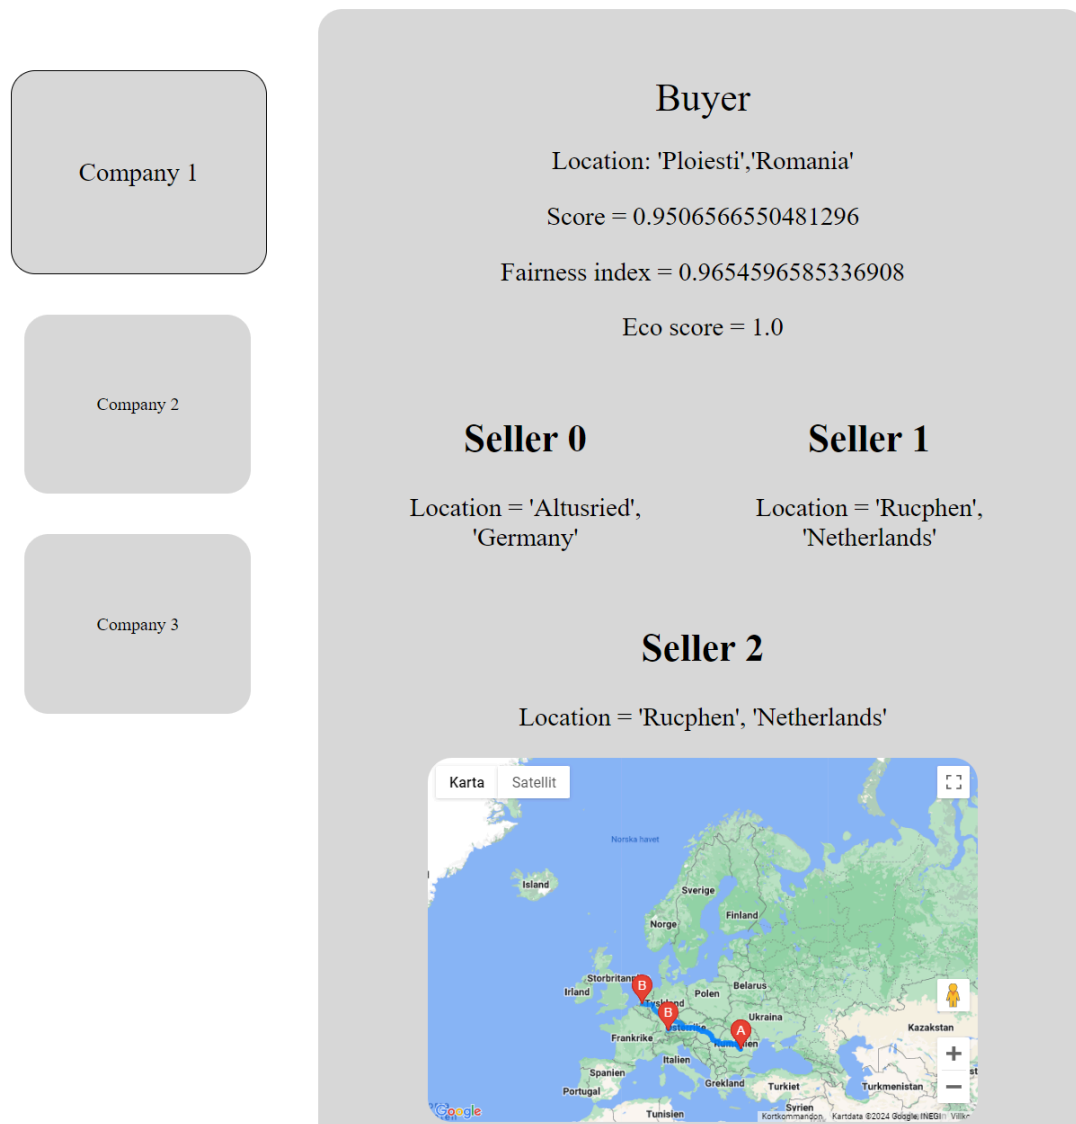 Company 1
Company 2
Company 3
Buyer
Location: 'Ploiesti','Romania'
Score = 0.9506566550481296
Fairness index = 0.9654596585336908
Eco score = 1.0
Seller 0
Location = 'Altusried',
'Germany'
Seller 1
Location = 'Rucphen',
'Netherlands'
Seller 2
Location = 'Rucphen', 'Netherlands'
Karta
Satellit
Norska havet
Island
Sverige
Finland
Norge
Irland
B
Tyskland
Polen
Belarus
B
Österrike
Ukraina
A
Frankrike
Kazakstan
Italien
Spanien
Portugal
Grekland
Turkiet
Turkmenistan
Syrien
Tunisien
Google
Kortkommandon
Kartdata ©2024 Google, INEGI